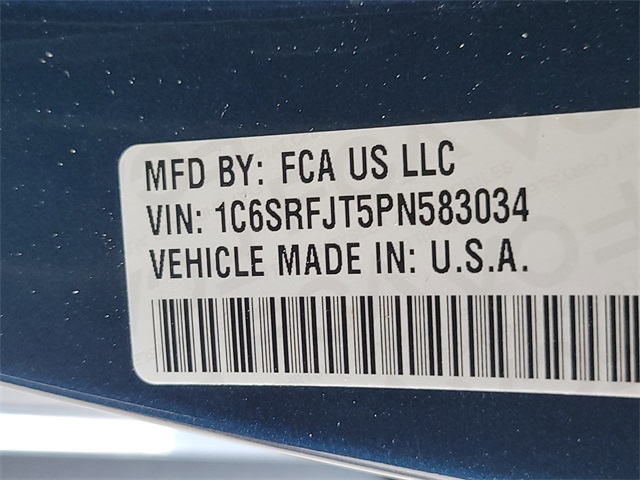 MFD BY: FCA US LLC
VIN: 1C6SRFJT5PN583034
VEHICLE MADE IN: U.S.A.